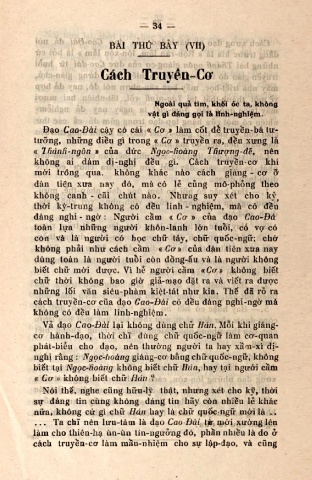 — 34 —
BÀI THỨ BẢY (VII)
Cách Truyền-Cơ
Ngoài quả tim, khối óc ta, không
vật gì đáng gọi là linh-nghiệm.
Đạo Cao-Đài cậy có cái « Cơ » làm cốt để truyền-bá tư-
tưởng, những điều gì trong « Cơ » truyền ra, đều xưng là
« Thánh-ngôn » của đức Ngọc-hoàng Thượng-đế, nên
không ai dám dị-nghị đều gì. Cách truyền-cơ khi
mới trông qua, không khác nào cách giáng - cơ ở
đàn tiên xưa nay đó, mà có lẽ cũng mô-phỏng theo
không canh - cãi chút nào. Nhưng suy xét cho kỹ,
thời kỳ-trung không có đều linh - nghiệm, mà có đều
đáng nghi - ngờ : Người cầm « Cơ » của đạo Cao-Đà
toàn lựa những người khôn-lanh lớn tuổi, có vợ có
con và là người có học chữ tây, chữ quốc-ngữ; chớ
không phải như cách cầm « Cơ » của đàn tiên xưa nay
dùng toàn là người tuổi còn đồng-ấu và là người không
biết chữ mới được. Vì hễ người cầm «Cơ» không biết
chữ thời không bao giờ giả-mạo đặt ra và viết ra được
những lối văn siêu-phàm kiệt-tát như kia. Thế đã rõ ra
cách truyền-cơ của đạo Cao-Đài có đều đáng nghi-ngờ mà
không có đều làm linh-nghiệm.
Vả đạo Cao-Đài lại không dùng chữ Hán. Mỗi khi giáng-
cơ hành-đạo, thời chỉ dùng chữ quốc-ngữ làm cơ-quan
phát-biểu cho đạo, nên thường người ta hay xầm-xì dị-
nghị rằng : Ngọc-hoàng giáng-cơ bằng chữ quốc-ngữ, không
biết tại Ngọc-hoàng không biết chữ Hán, hay tại người cầm
« Cơ » không biết chữ Hán ?
Nói thế, nghe cũng hữu-lý thật, nhưng xét cho kỹ, thời
sự đáng tin cùng không đáng tin hãy còn nhiều lẽ khác
nữa, không cứ gì chữ Hán hay là chữ quốc-ngữ mới là ..
... Ta chỉ nên lưu-tâm là đạo Cao-Đài từ mới xướng lên
làm cho thiên-hạ ùn-ùn tin-ngưỡng đó, phần nhiều là do ở
cách truyền-cơ làm mầu-nhiệm cho sự lập-đạo, và cũng